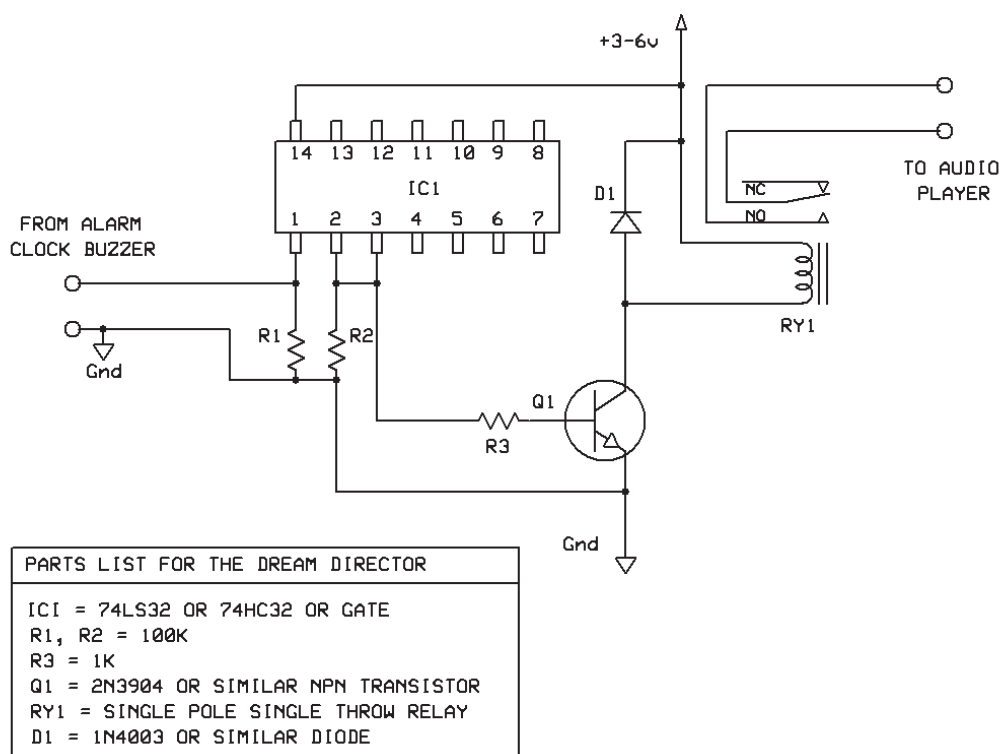 +3-6v
14 13 12 11 10 9 8
IC1
1 2 3 4 5 6 7
FROM ALARM
CLOCK BUZZER
Gnd
R1
R2
R3
Q1
D1
NC
NO
RY1
TO AUDIO
PLAYER
Gnd
PARTS LIST FOR THE DREAM DIRECTOR
ICI = 74LS32 OR 74HC32 OR GATE
R1, R2 = 100K
R3 = 1K
Q1 = 2N3904 OR SIMILAR NPN TRANSISTOR
RY1 = SINGLE POLE SINGLE THROW RELAY
D1 = 1N4003 OR SIMILAR DIODE